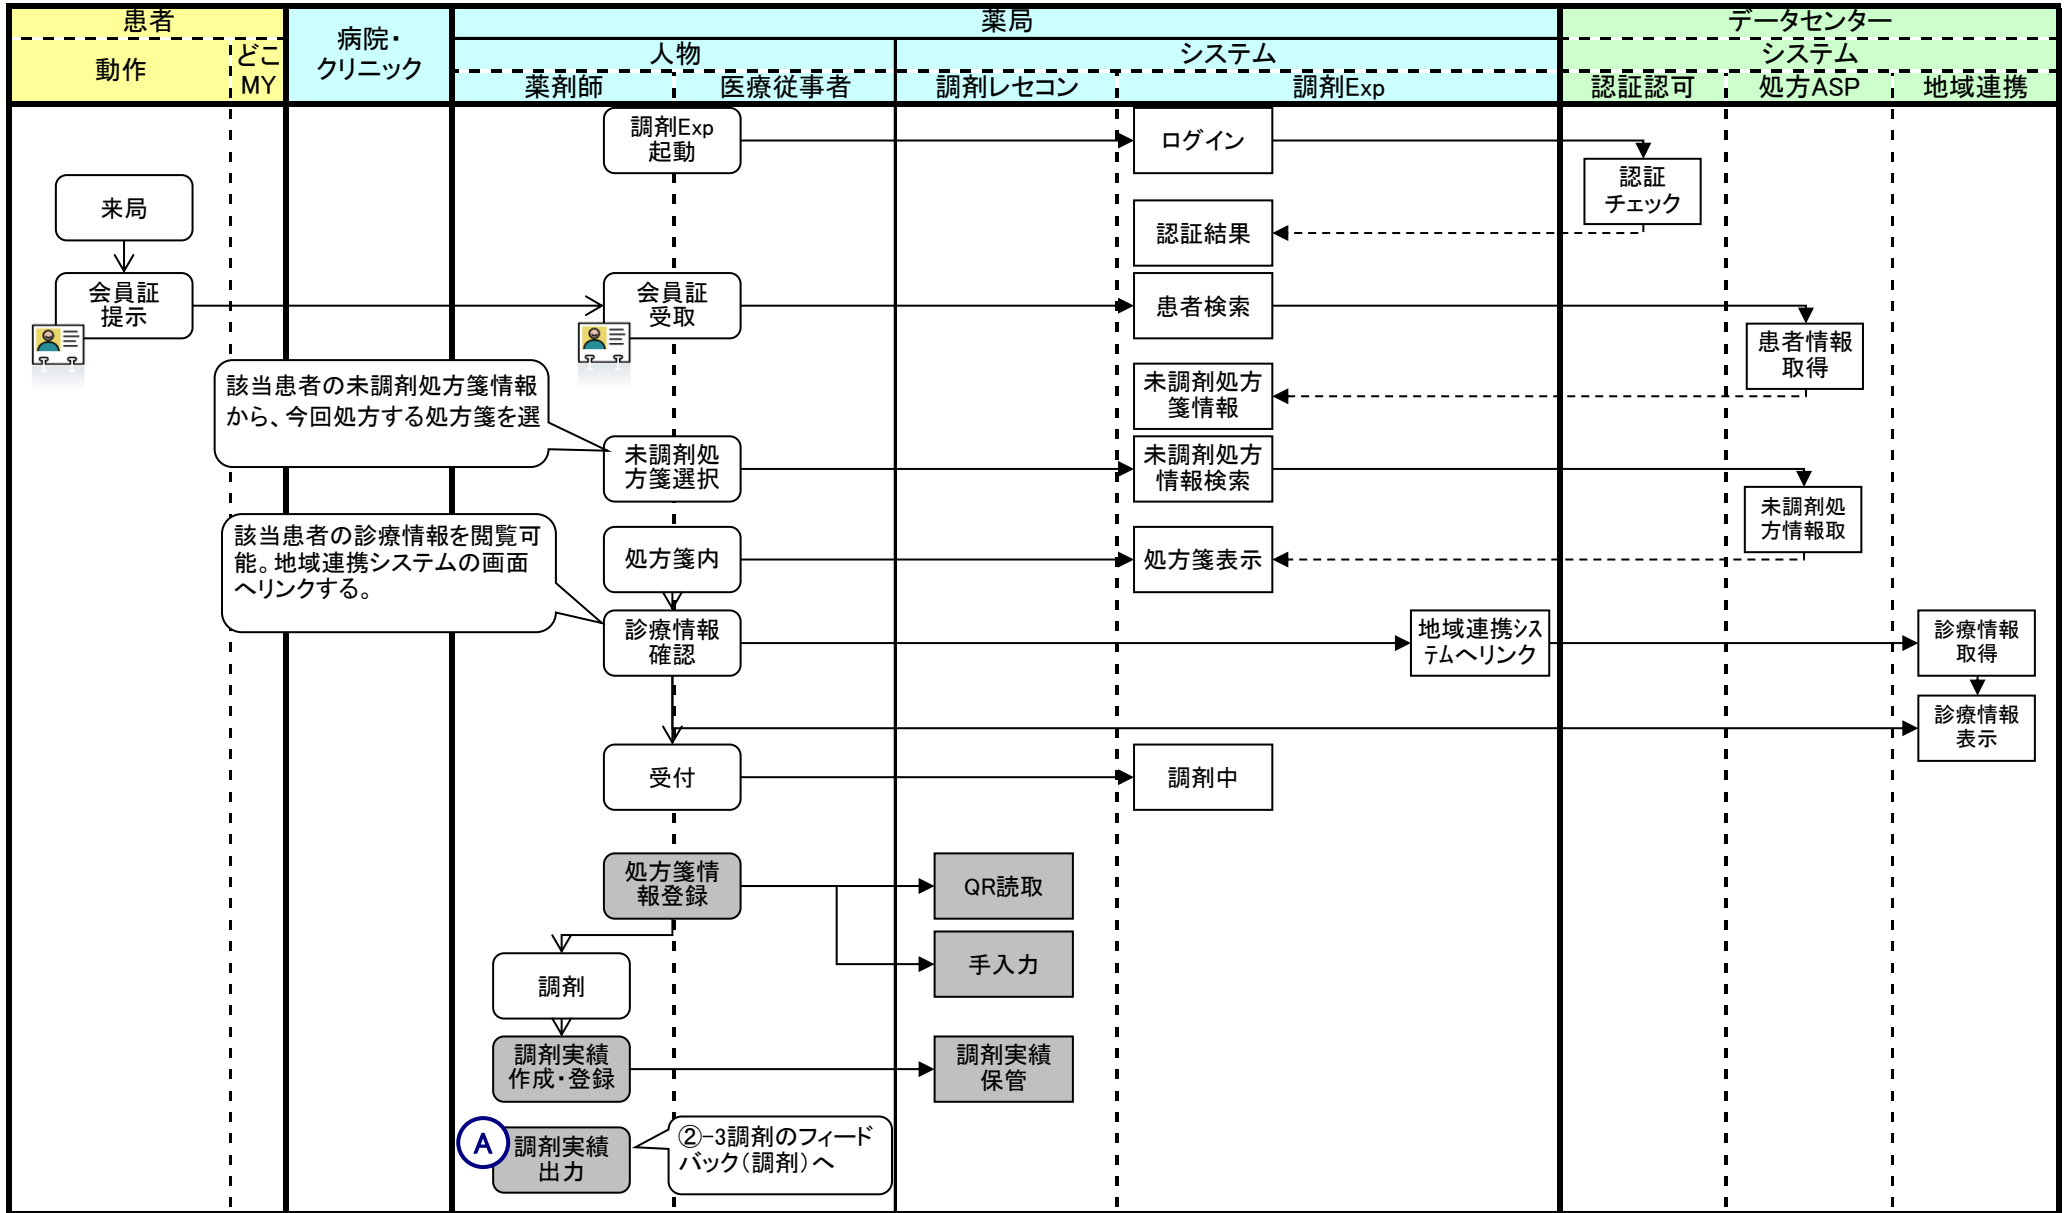 患者
病院・
クリニック
薬局
データセンター
動作
どこ
MY
人物
システム
システム
薬剤師
医療従事者
調剤レセコン
調剤Exp
認証認可
処方ASP
地域連携
調剤Exp
起動
ログイン
認証
チェック
来局
認証結果
会員証
提示
会員証
受取
患者検索
患者情報
取得
該当患者の未調剤処方箋情報
から、今回処方する処方箋を選
未調剤処方
箋情報
未調剤処
方箋選択
未調剤処方
情報検索
未調剤処
方情報取
該当患者の診療情報を閲覧可
能。地域連携システムの画面
へリンクする。
処方箋内
処方箋表示
診療情報
確認
地域連携シス
テムへリンク
診療情報
取得
診療情報
表示
受付
調剤中
処方箋情
報登録
QR読取
手入力
調剤
調剤実績
作成・登録
調剤実績
保管
A
調剤実績
出力
②-3調剤のフィード
バック（調剤）へ